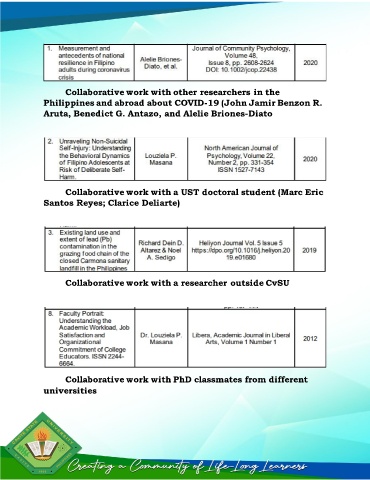 1. Measurement and
antecedents of national
resilience in Filipino
adults during coronavirus
crisis
Alelie Briones-
Diato, et al.
Journal of Community Psychology,
Volume 48,
Issue 8, pp. 2608-2624
DOI: 10.1002/jcop.22438
2020
Collaborative work with other researchers in the
Philippines and abroad about COVID-19 (John Jamir Benzon R.
Aruta, Benedict G. Antazo, and Alelie Briones-Diato
2. Unraveling Non-Suicidal
Self-Injury: Understanding
the Behavioral Dynamics
of Filipino Adolescents at
Risk of Deliberate Self-
Harm.
Louziela P.
Masana
North American Journal of
Psychology, Volume 22,
Number 2, pp. 331-354
ISSN 1527-7143
2020
Collaborative work with a UST doctoral student (Marc Eric
Santos Reyes; Clarice Deliarte)
3. Existing land use and
extent of lead (Pb)
contamination in the
grazing food chain of the
closed Carmona sanitary
landfill in the Philippines
Richard Dein D.
Altarez & Noel
A. Sedigo
Heliyon Journal Vol. 5 Issue 5
https://dpo.org/10.1016/j.heliyon.20
19.e01680
2019
Collaborative work with a researcher outside CvSU
8. Faculty Portrait:
Understanding the
Academic Workload, Job
Satisfaction and
Organizational
Commitment of College
Educators. ISSN 2244-
6664.
Dr. Louziela P.
Masana
Libera, Academic Journal in Liberal
Arts, Volume 1 Number 1
2012
Collaborative work with PhD classmates from different
universities
Creating a Community of Life-Long Learners